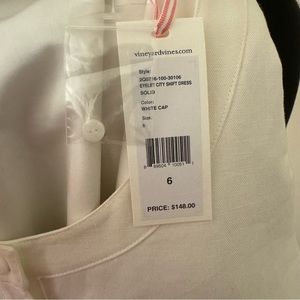 vineyardvines.com
Style:
EYELET CITY SHIFT DRESS
SOLID
Color:
WHITE CAP
Size:
6
6
PRICE: $148.00